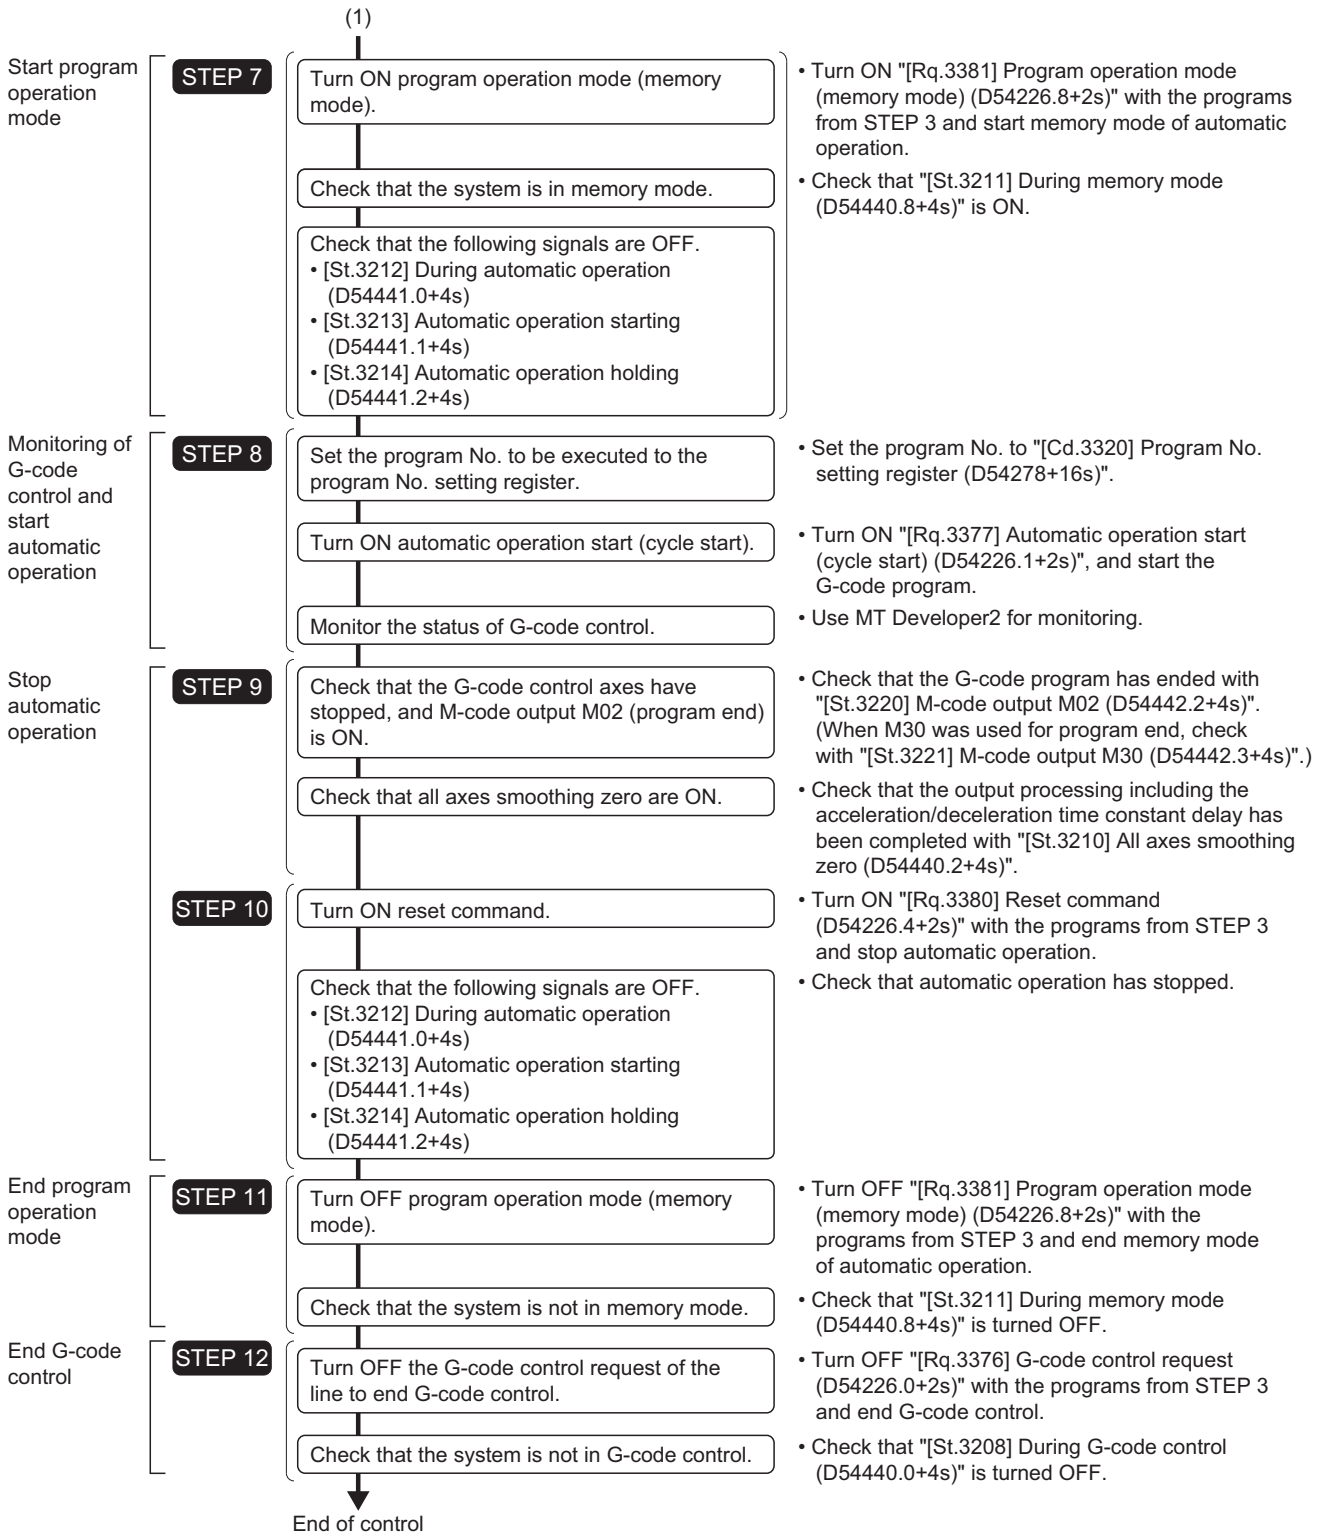 (1)
Start program
operation
mode
STEP 7
Turn ON program operation mode (memory
mode).
• Turn ON "[Rq.3381] Program operation mode
(memory mode) (D54226.8+2s)" with the programs
from STEP 3 and start memory mode of automatic
operation.
Check that the system is in memory mode.
• Check that "[St.3211] During memory mode
(D54440.8+4s)" is ON.
Check that the following signals are OFF.
• [St.3212] During automatic operation
(D54441.0+4s)
• [St.3213] Automatic operation starting
(D54441.1+4s)
• [St.3214] Automatic operation holding
(D54441.2+4s)
Monitoring of
G-code
control and
start
automatic
operation
STEP 8
Set the program No. to be executed to the
program No. setting register.
• Set the program No. to "[Cd.3320] Program No.
setting register (D54278+16s)".
Turn ON automatic operation start (cycle start).
• Turn ON "[Rq.3377] Automatic operation start
(cycle start) (D54226.1+2s)", and start the
G-code program.
Monitor the status of G-code control.
• Use MT Developer2 for monitoring.
Stop
automatic
operation
STEP 9
Check that the G-code control axes have
stopped, and M-code output M02 (program end)
is ON.
• Check that the G-code program has ended with
"[St.3220] M-code output M02 (D54442.2+4s)".
(When M30 was used for program end, check
with "[St.3221] M-code output M30 (D54442.3+4s)".)
Check that all axes smoothing zero are ON.
• Check that the output processing including the
acceleration/deceleration time constant delay has
been completed with "[St.3210] All axes smoothing
zero (D54440.2+4s)".
STEP 10
Turn ON reset command.
• Turn ON "[Rq.3380] Reset command
(D54226.4+2s)" with the programs from STEP 3
and stop automatic operation.
Check that the following signals are OFF.
• [St.3212] During automatic operation
(D54441.0+4s)
• [St.3213] Automatic operation starting
(D54441.1+4s)
• [St.3214] Automatic operation holding
(D54441.2+4s)
• Check that automatic operation has stopped.
End program
operation
mode
STEP 11
Turn OFF program operation mode (memory
mode).
• Turn OFF "[Rq.3381] Program operation mode
(memory mode) (D54226.8+2s)" with the
programs from STEP 3 and end memory mode
of automatic operation.
Check that the system is not in memory mode.
• Check that "[St.3211] During memory mode
(D54440.8+4s)" is turned OFF.
End G-code
control
STEP 12
Turn OFF the G-code control request of the
line to end G-code control.
• Turn OFF "[Rq.3376] G-code control request
(D54226.0+2s)" with the programs from STEP 3
and end G-code control.
Check that the system is not in G-code control.
• Check that "[St.3208] During G-code control
(D54440.0+4s)" is turned OFF.
End of control